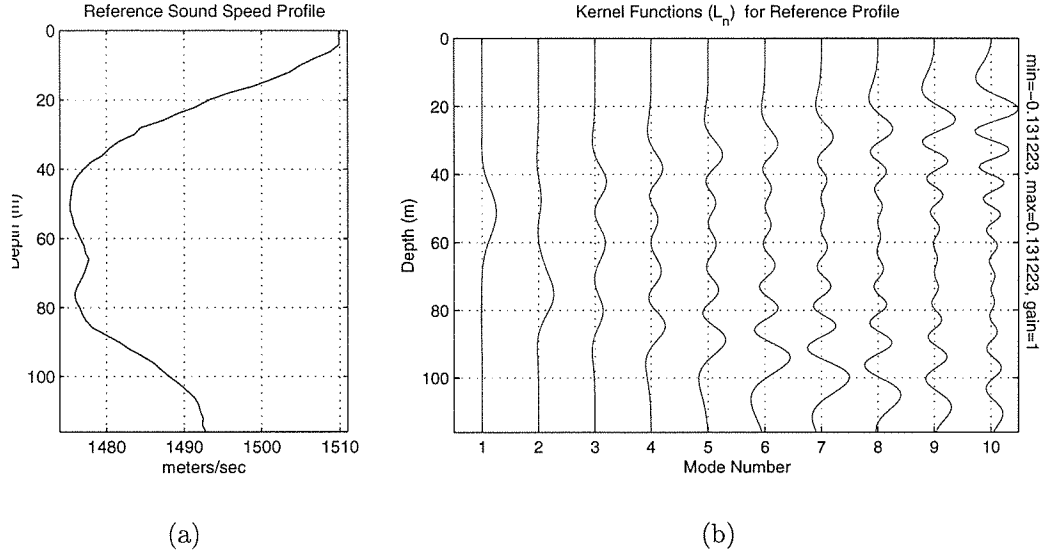 Reference Sound Speed Profile
0
20
40
60
80
100
Depth (m)
1480
1490
1500
1510
meters/sec
(a)
Kernel Functions (L_n) for Reference Profile
0
20
40
60
80
100
Depth (m)
1
2
3
4
5
6
7
8
9
10
Mode Number
min=−0.131223, max=0.131223, gain=1
(b)